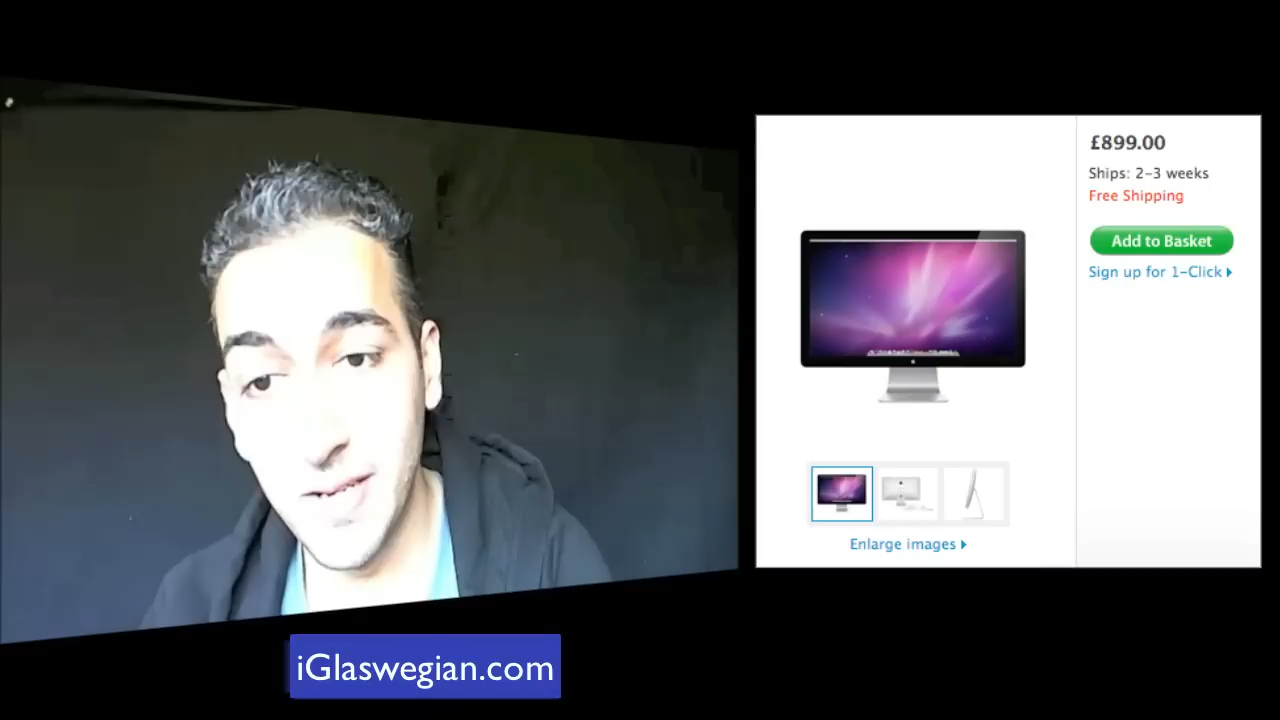 £899.00
Ships: 2-3 weeks
Free Shipping
Add to Basket
Sign up for 1-Click
Enlarge images
iGlaswegian.com